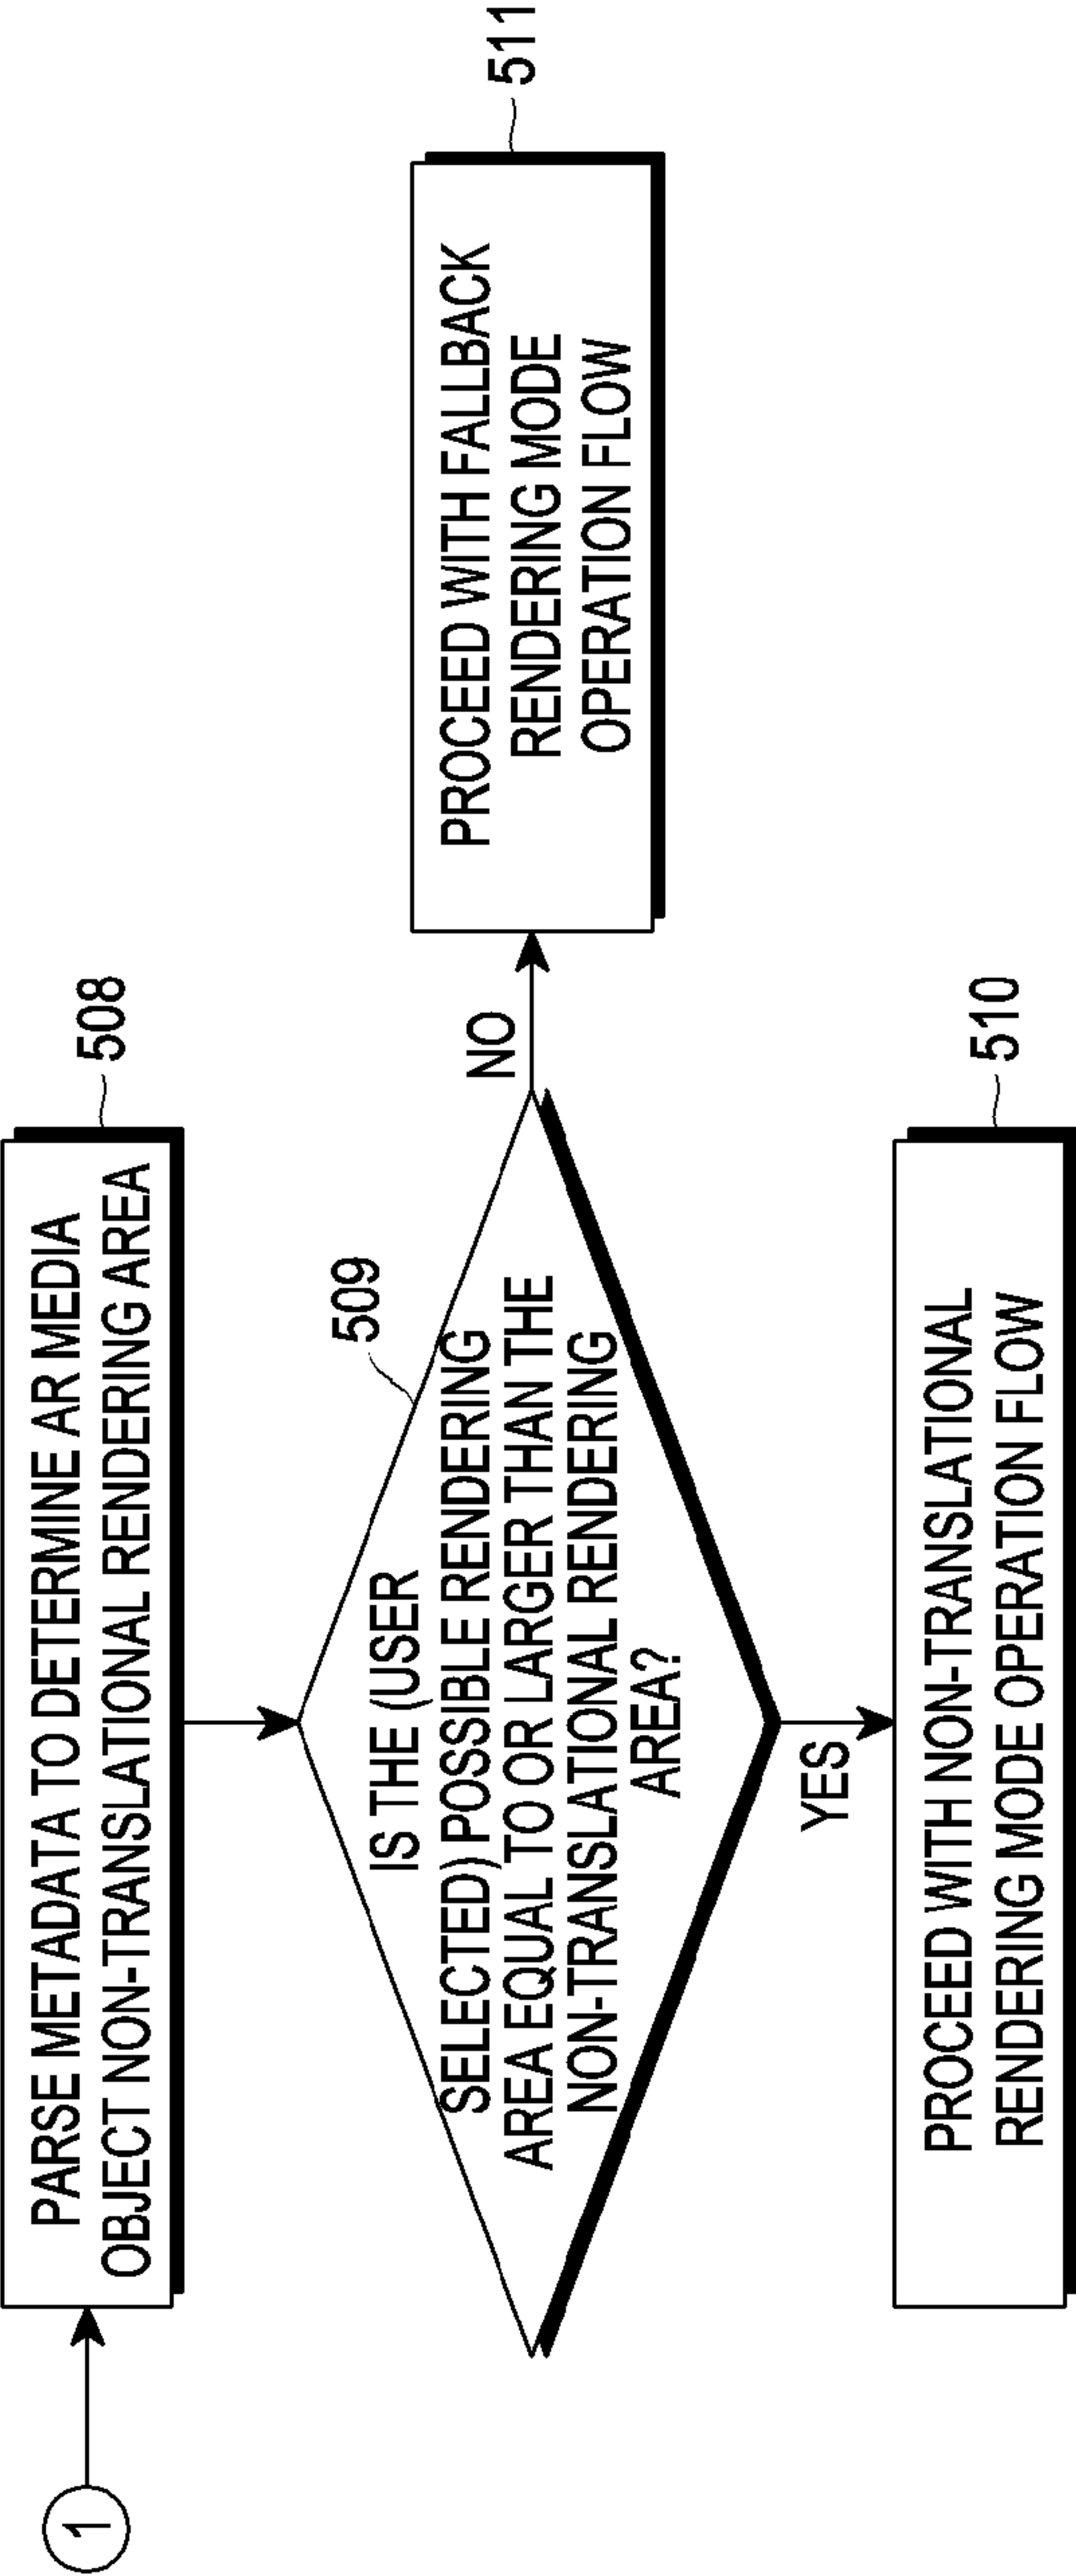 1
PARSE METADATA TO DETERMINE AR MEDIA
OBJECT NON-TRANSLATIONAL RENDERING AREA
508
509
IS THE (USER
SELECTED) POSSIBLE RENDERING
AREA EQUAL TO OR LARGER THAN THE
NON-TRANSLATIONAL RENDERING
AREA?
NO
PROCEED WITH FALLBACK
RENDERING MODE
OPERATION FLOW
511
YES
PROCEED WITH NON-TRANSLATIONAL
RENDERING MODE OPERATION FLOW
510